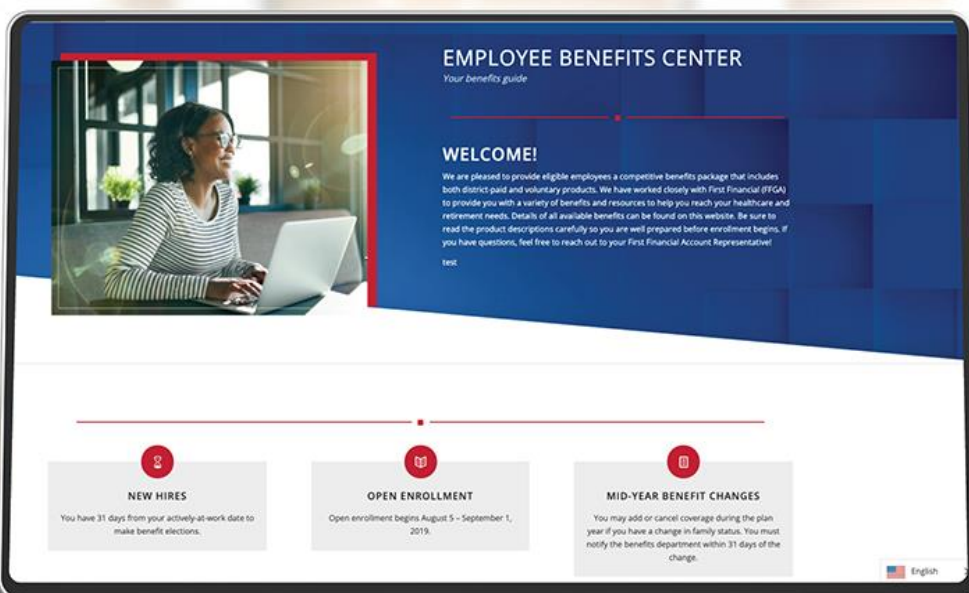 EMPLOYEE BENEFITS CENTER
Your benefits guide
WELCOME!
We are pleased to provide eligible employees a competitive benefits package that includes
both district-paid and voluntary products. We have worked closely with First Financial (FFGA)
to provide you with a variety of benefits and resources to help you reach your healthcare and
retirement needs. Details of all available benefits can be found on this website. Be sure to
read the product descriptions carefully so you are well prepared before enrollment begins. If
you have questions, feel free to reach out to your First Financial Account Representative!
test
NEW HIRES
You have 31 days from your actively-at-work date to
make benefit elections.
OPEN ENROLLMENT
Open enrollment begins August 5 – September 1,
2019.
MID-YEAR BENEFIT CHANGES
You may add or cancel coverage during the plan
year if you have a change in family status. You must
notify the benefits department within 31 days of the
change.
English